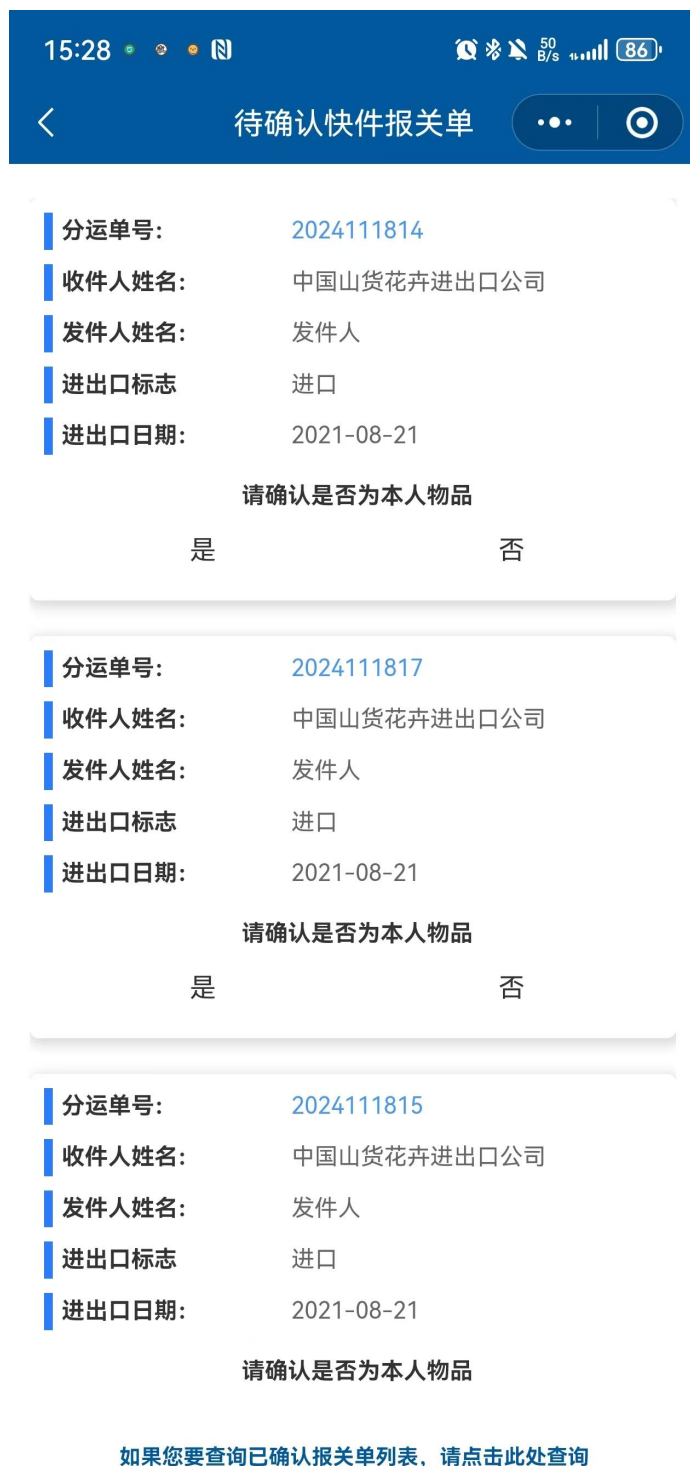 15:28
50
B/s
86
待确认快件报关单
分运单号: 2024111814
收件人姓名: 中国山货花卉进出口公司
发件人姓名: 发件人
进出口标志 进口
进出口日期: 2021-08-21
请确认是否为本人物品
是 否
分运单号: 2024111817
收件人姓名: 中国山货花卉进出口公司
发件人姓名: 发件人
进出口标志 进口
进出口日期: 2021-08-21
请确认是否为本人物品
是 否
分运单号: 2024111815
收件人姓名: 中国山货花卉进出口公司
发件人姓名: 发件人
进出口标志 进口
进出口日期: 2021-08-21
请确认是否为本人物品
如果您要查询已确认报关单列表，请点击此处查询